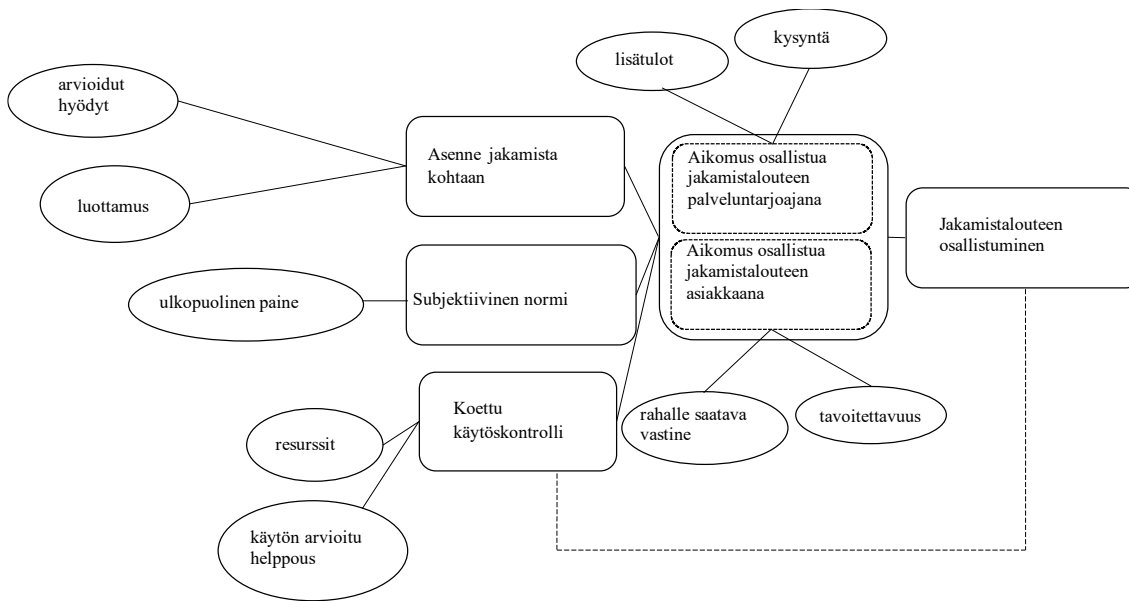 kysyntä
lisätulot
arvioidut
hyödyt
Asenne jakamista
kohtaan
luottamus
Aikomus osallistua
jakamistalouteen
palveluntarjoajana
Jakamistalouteen
osallistuminen
Aikomus osallistua
jakamistalouteen
asiakkaana
ulkopuolinen paine
Subjektiivinen normi
Koettu
käytöskontrolli
rahalle saatava
vastine
tavoitettavuus
resurssit
käytön arvioitu
helppous